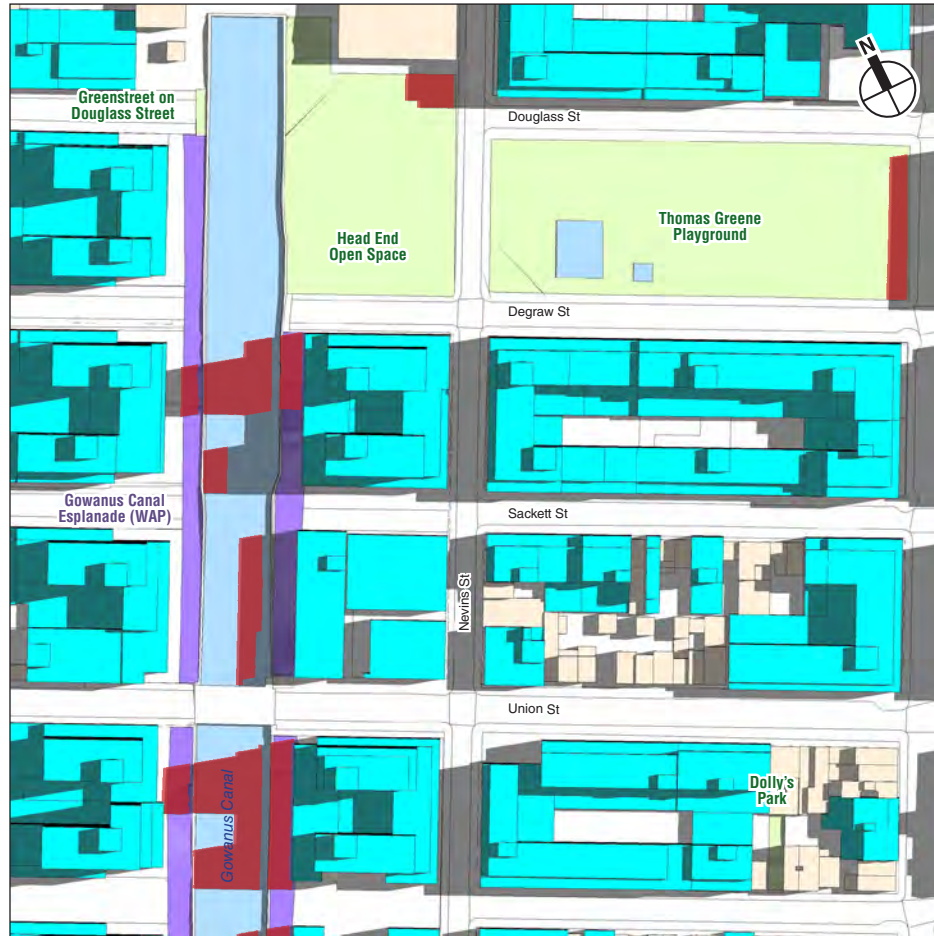 N
Greenstreet on
Douglass Street
Douglass St
Head End
Open Space
Thomas Greene
Playground
Degraw St
Gowanus Canal
Esplanade (WAP)
Sackett St
Nevins St
Union St
Dolly's
Park
Gowanus Canal